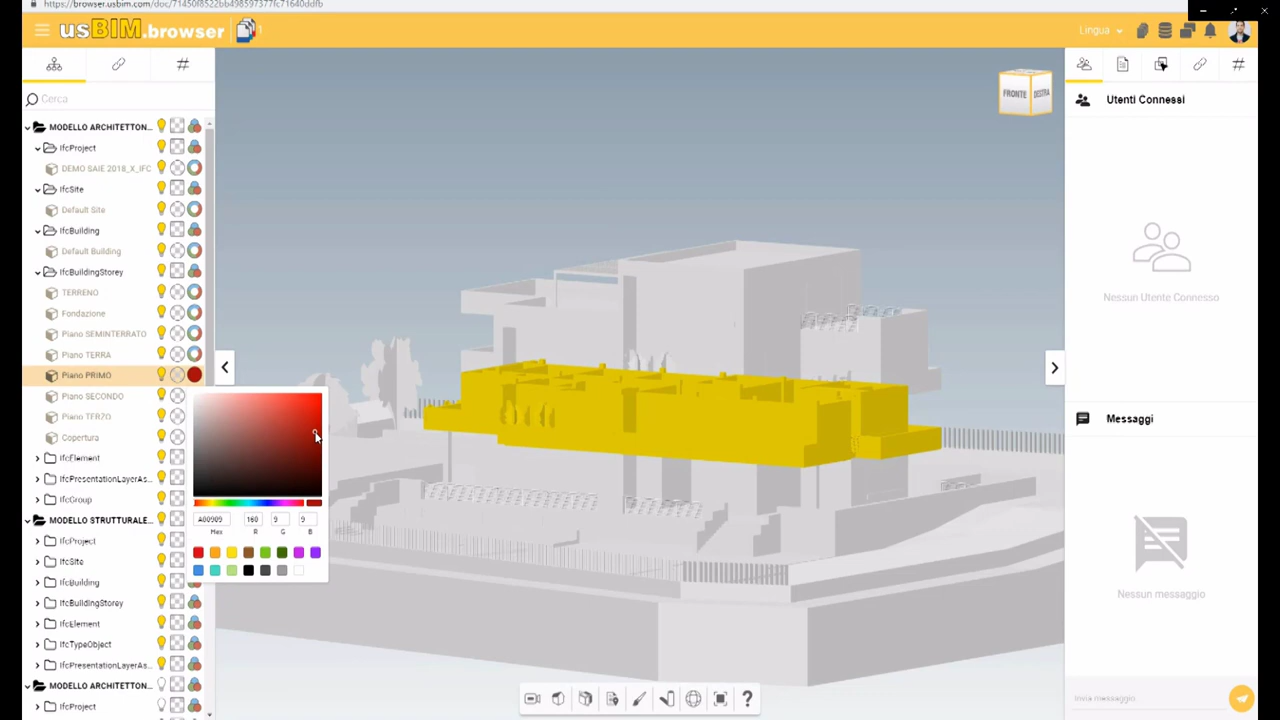 https://browser.usbim.com/doc/71450f8522bb498597377fc71640ddfb
usBIM.browser
1
Lingua
Cerca
MODELLO ARCHITETTON...
IfcProject
DEMO SAIE 2018_X_IFC
IfcSite
Default Site
IfcBuilding
Default Building
IfcBuildingStorey
TERRENO
Fondazione
Piano SEMINTERRATO
Piano TERRA
Piano PRIMO
Piano SECONDO
Piano TERZO
Copertura
IfcElement
IfcPresentationLayerAs...
IfcGroup
MODELLO STRUTTURALE...
IfcProject
IfcSite
IfcBuilding
IfcBuildingStorey
IfcElement
IfcTypeObject
IfcPresentationLayerAs...
MODELLO ARCHITETTON...
IfcProject
A00909 160 9 9
Hex R G B
FRONTE DESTRA
Utenti Connessi
Nessun Utente Connesso
Messaggi
Nessun messaggio
Invia messaggio